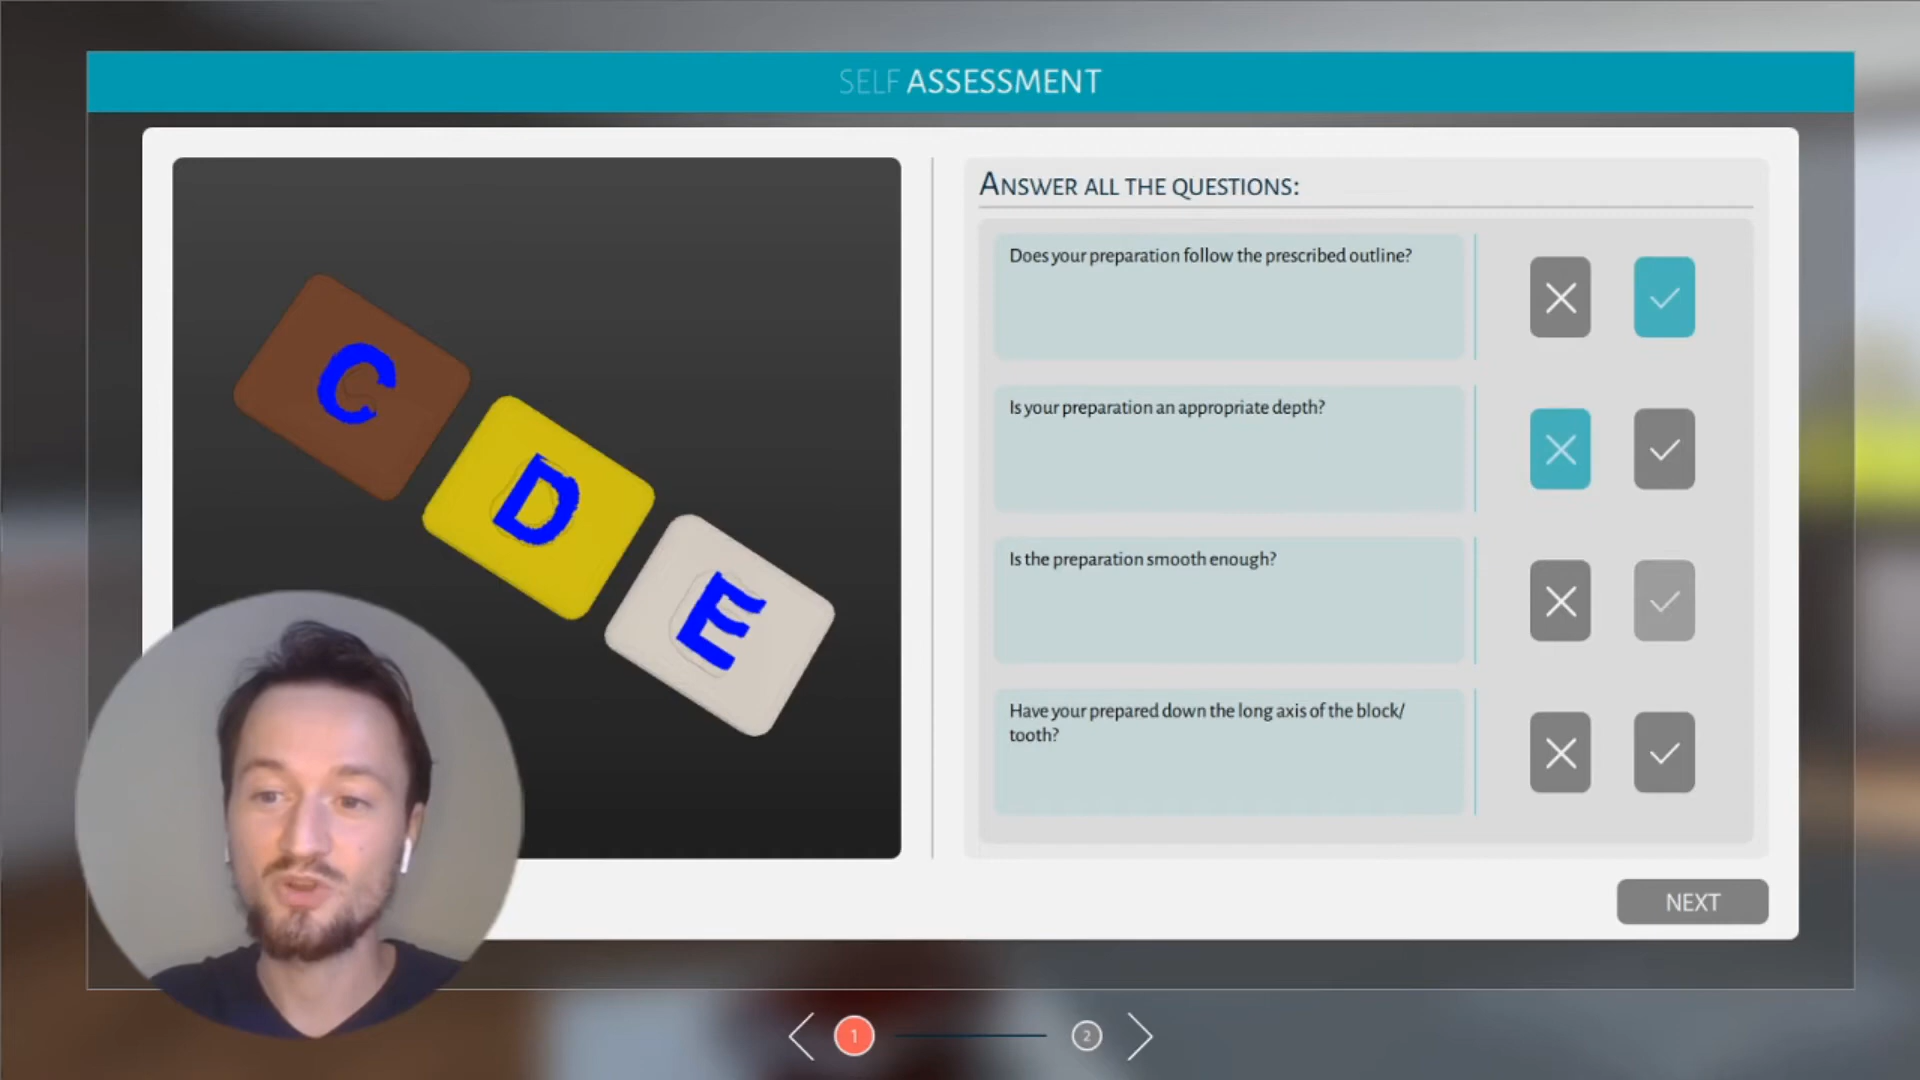 SELF ASSESSMENT
C
D
E
ANSWER ALL THE QUESTIONS:
Does your preparation follow the prescribed outline?
Is your preparation an appropriate depth?
Is the preparation smooth enough?
Have your prepared down the long axis of the block/
tooth?
NEXT
1
2